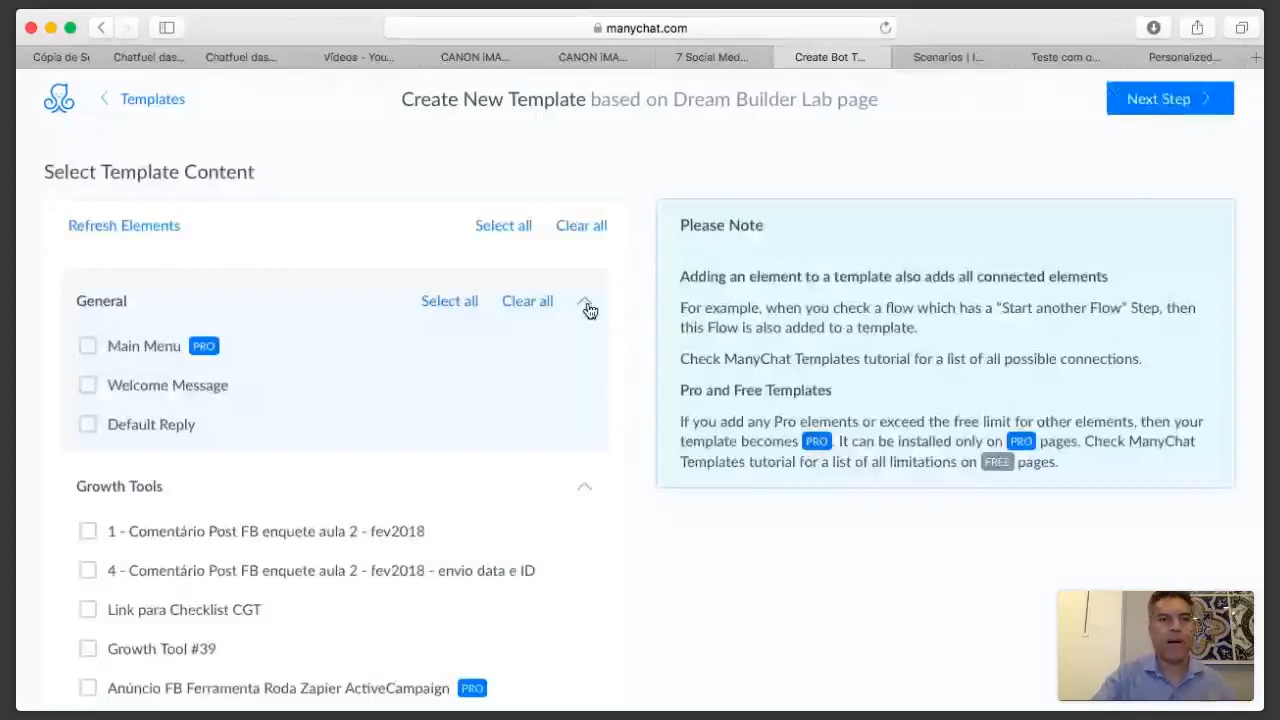 manychat.com
Cópia de S
Chatfuel das...
Chatfuel das...
Vídeos - You...
CANON iMA...
CANON iMA...
7 Social Med...
Create Bot T...
Scenarios | I...
Teste com o...
Personalized...
Templates
Create New Template based on Dream Builder Lab page
Next Step
Select Template Content
Refresh Elements
Select all
Clear all
General
Select all
Clear all
Main Menu PRO
Welcome Message
Default Reply
Growth Tools
1 - Comentário Post FB enquete aula 2 - fev2018
4 - Comentário Post FB enquete aula 2 - fev2018 - envio data e ID
Link para Checklist CGT
Growth Tool #39
Anúncio FB Ferramenta Roda Zapier ActiveCampaign PRO
Please Note
Adding an element to a template also adds all connected elements
For example, when you check a flow which has a “Start another Flow” Step, then
this Flow is also added to a template.
Check ManyChat Templates tutorial for a list of all possible connections.
Pro and Free Templates
If you add any Pro elements or exceed the free limit for other elements, then your
template becomes PRO. It can be installed only on PRO pages. Check ManyChat
Templates tutorial for a list of all limitations on FREE pages.